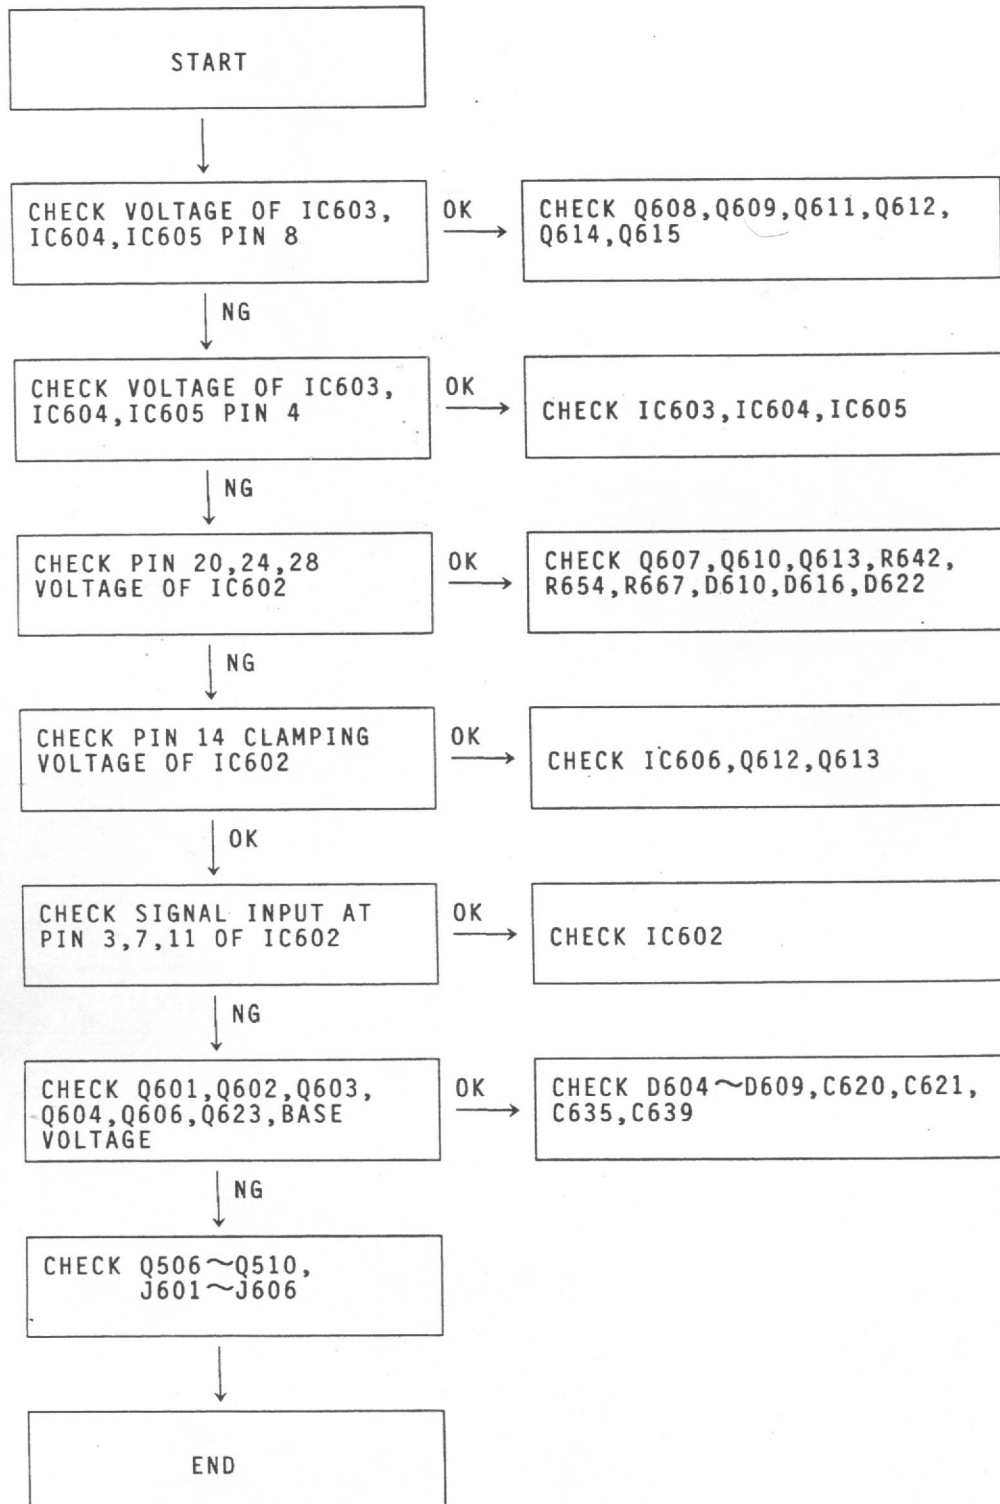 START
CHECK VOLTAGE OF IC603,
IC604,IC605 PIN 8
OK
CHECK Q608,Q609,Q611,Q612,
Q614,Q615
NG
CHECK VOLTAGE OF IC603,
IC604,IC605 PIN 4
OK
CHECK IC603,IC604,IC605
NG
CHECK PIN 20,24,28
VOLTAGE OF IC602
OK
CHECK Q607,Q610,Q613,R642,
R654,R667,D610,D616,D622
NG
CHECK PIN 14 CLAMPING
VOLTAGE OF IC602
OK
CHECK IC606,Q612,Q613
OK
CHECK SIGNAL INPUT AT
PIN 3,7,11 OF IC602
OK
CHECK IC602
NG
CHECK Q601,Q602,Q603,
Q604,Q606,Q623,BASE
VOLTAGE
OK
CHECK D604~D609,C620,C621,
C635,C639
NG
CHECK Q506~Q510,
J601~J606
END